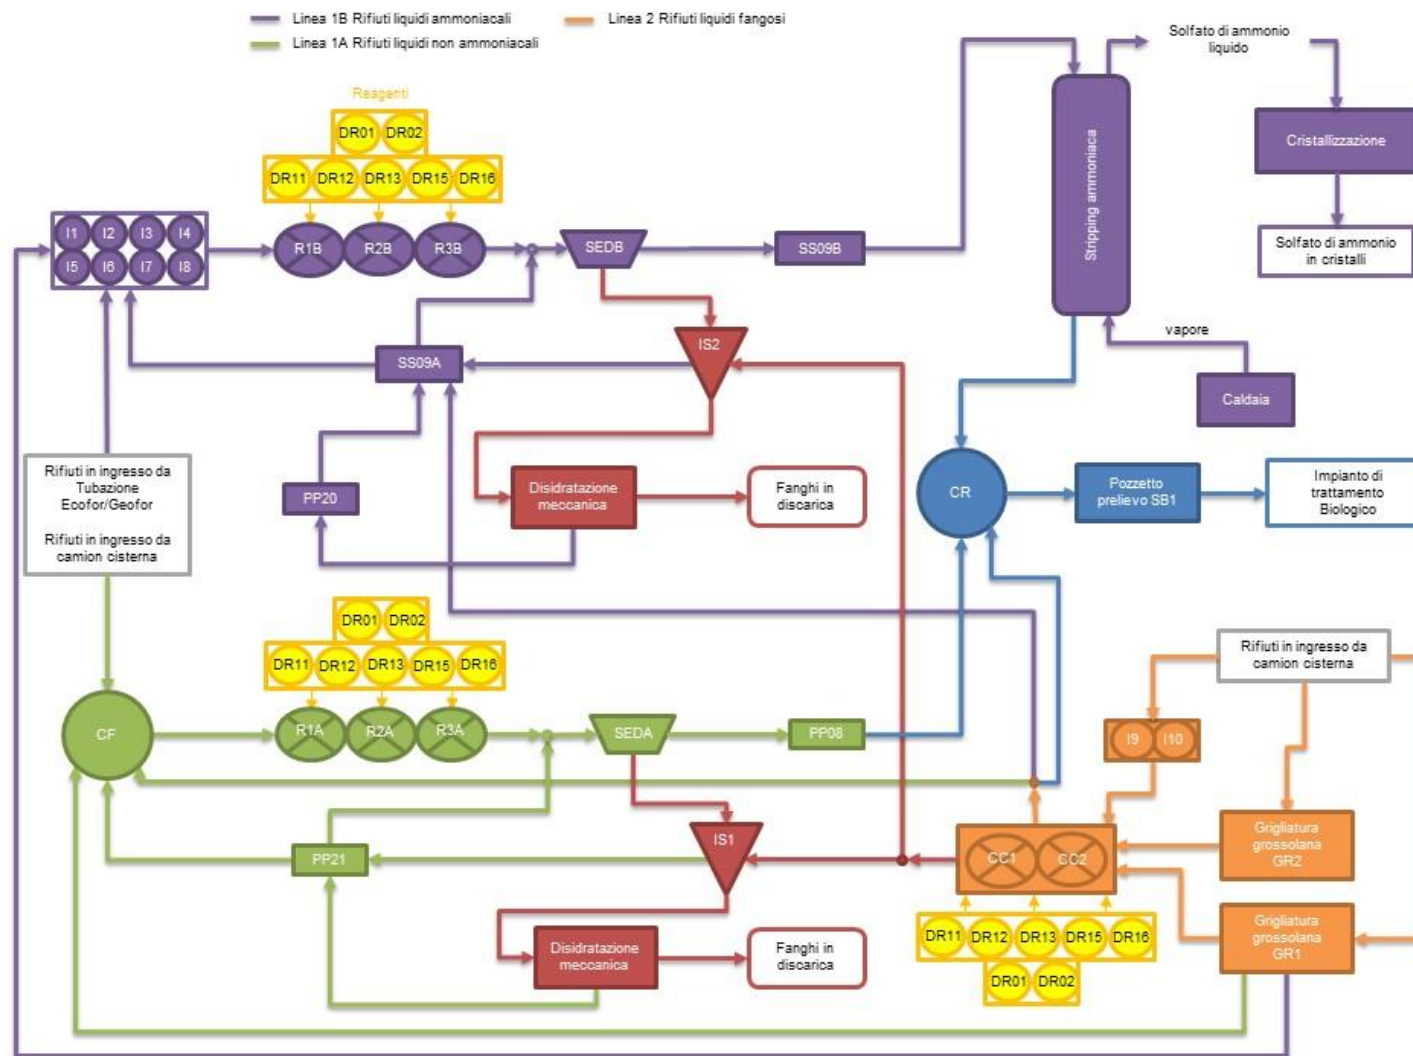 Linea 1B Rifiuti liquidi ammoniacali
Linea 2 Rifiuti liquidi fangosi
Linea 1A Rifiuti liquidi non ammoniacali
Solfato di ammonio
liquido
Reagenti
DR01
DR02
DR11
DR12
DR13
DR15
DR16
Stripping ammoniaca
Cristallizzazione
I1
I2
I3
I4
I5
I6
I7
I8
R1B
R2B
R3B
SEDB
SS09B
Solfato di ammonio
in cristalli
IS2
SS09A
vapore
Caldaia
Rifiuti in ingresso da
Tubazione
Ecofor/Geofor
Rifiuti in ingresso da
camion cisterna
PP20
Disidratazione
meccanica
Fanghi in
discarica
CR
Pozzetto
prelievo SB1
Impianto di
trattamento
Biologico
DR01
DR02
DR11
DR12
DR13
DR15
DR16
Rifiuti in ingresso da
camion cisterna
CF
R1A
R2A
R3A
SEDA
PP08
I9
I10
IS1
PP21
CC1
CC2
Grigliatura
grossolana
GR2
Grigliatura
grossolana
GR1
DR11
DR12
DR13
DR15
DR16
DR01
DR02
Disidratazione
meccanica
Fanghi in
discarica